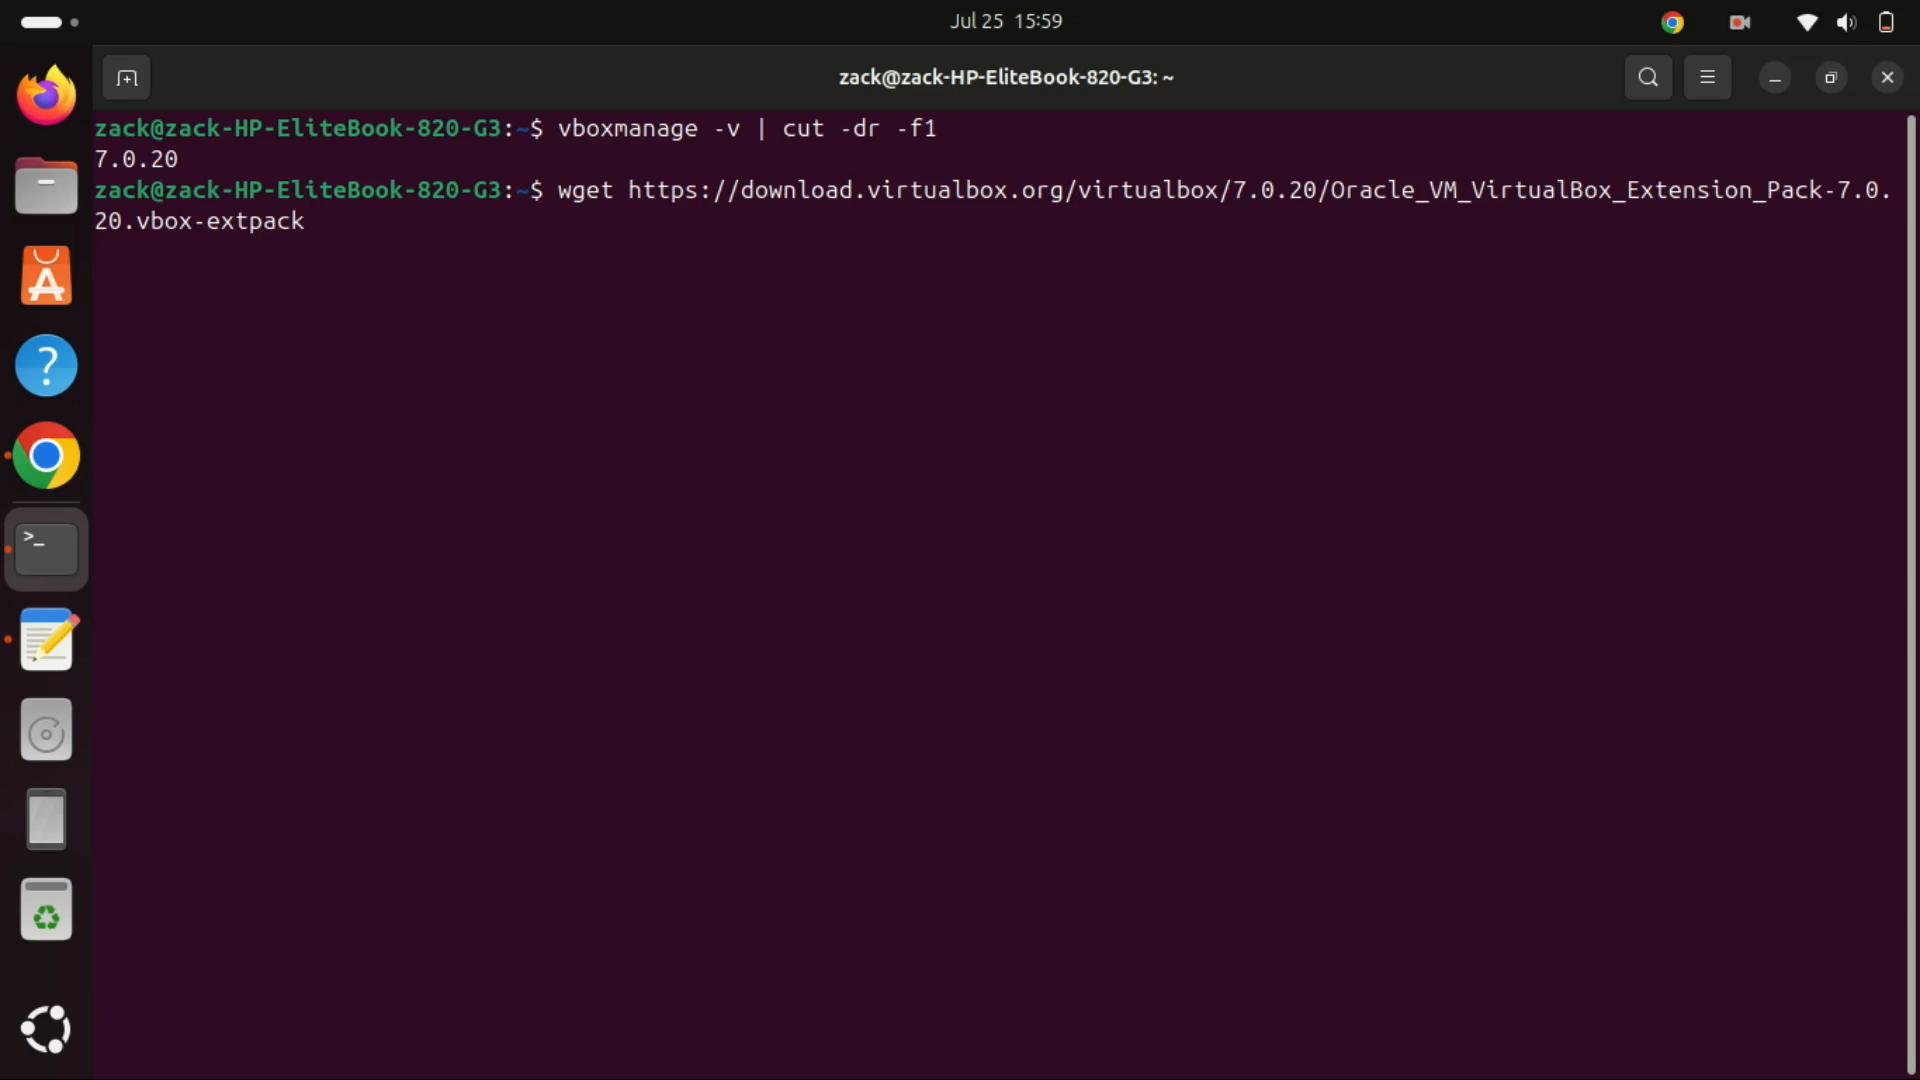 Jul 25 15:59
zack@zack-HP-EliteBook-820-G3: ~
zack@zack-HP-EliteBook-820-G3:~$ vboxmanage -v | cut -dr -f1
7.0.20
zack@zack-HP-EliteBook-820-G3:~$ wget https://download.virtualbox.org/virtualbox/7.0.20/Oracle_VM_VirtualBox_Extension_Pack-7.0.
20.vbox-extpack